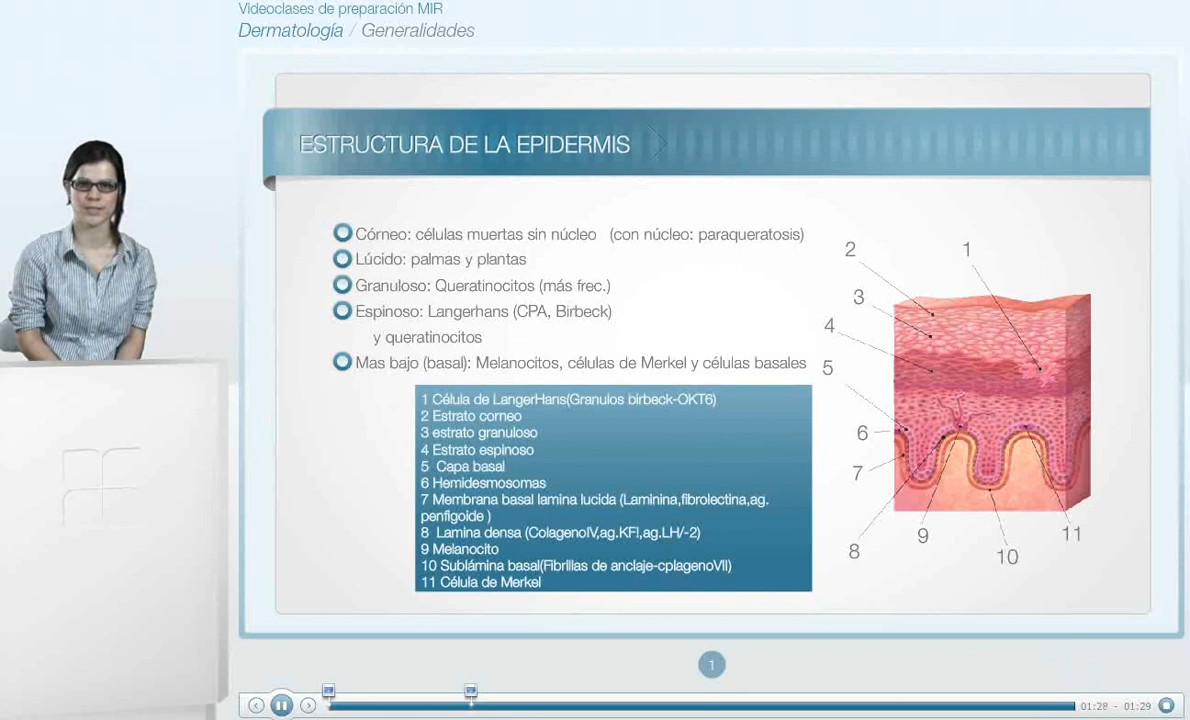 Videoclases de preparación MIR
Dermatología / Generalidades
ESTRUCTURA DE LA EPIDERMIS
Córneo: células muertas sin núcleo (con núcleo: paraqueratosis)
Lúcido: palmas y plantas
Granuloso: Queratinocitos (más frec.)
Espinoso: Langerhans (CPA, Birbeck)
y queratinocitos
Mas bajo (basal): Melanocitos, células de Merkel y células basales
1 Célula de LangerHans(Granulos birbeck-OKT6)
2 Estrato corneo
3 estrato granuloso
4 Estrato espinoso
5 Capa basal
6 Hemidesmosomas
7 Membrana basal lamina lucida (Laminina,fibrolectina,ag.
penfigoide )
8 Lamina densa (ColagenoIV,ag.KFI,ag.LH/-2)
9 Melanocito
10 Sublámina basal(Fibrillas de anclaje-cplagenoVII)
11 Célula de Merkel
2
1
3
4
5
6
7
8
9
10
11
1
01:28 - 01:29